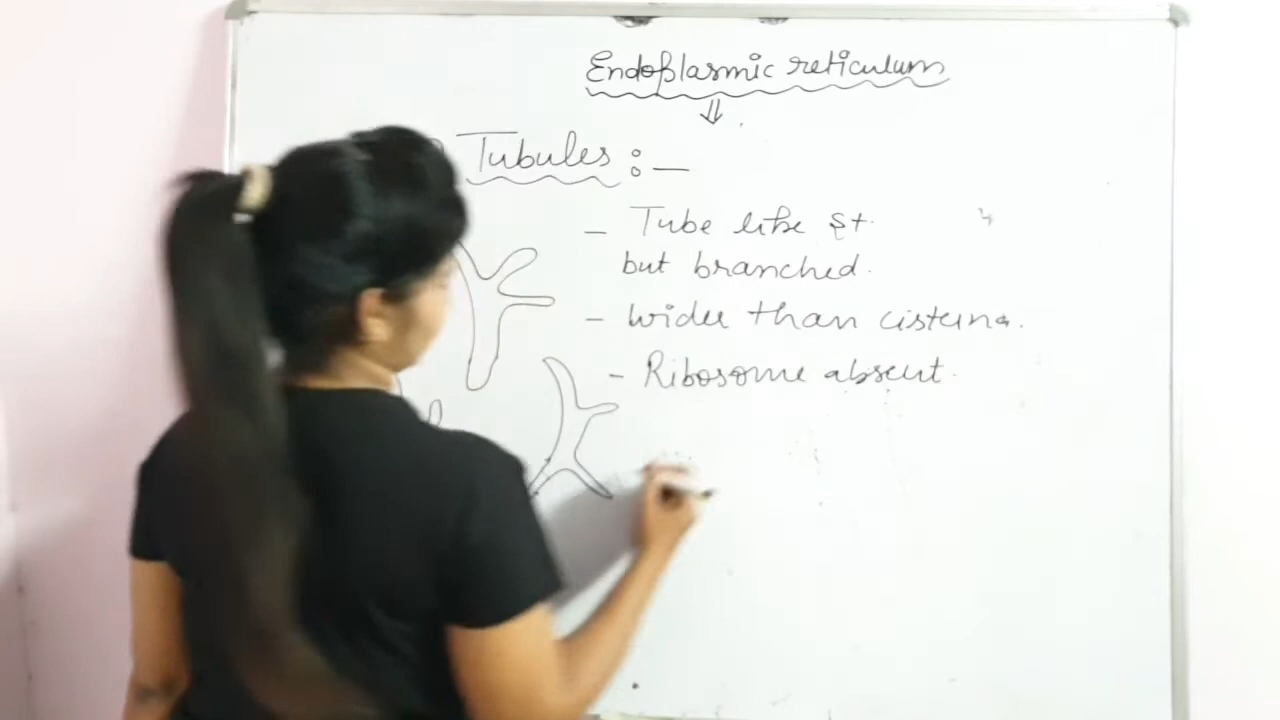 Endoplasmic reticulum
⇓
Tubules :-
- Tube like st.
but branched.
- Wider than cisterna.
- Ribosome absent.